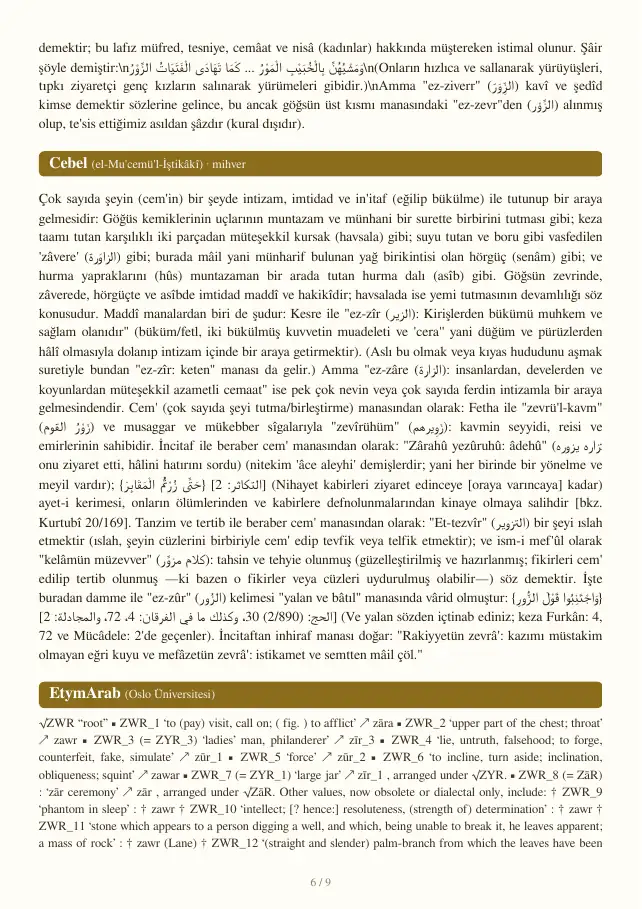 demektir; bu lafız müfred, tesniye, cemâat ve nisâ (kadınlar) hakkında müştereken istimal olunur. Şâir
şöyle demiştir:\nوَمَشْيُهُنَّ بِالْخُبَيْبِ الْمَوْرُ ... كَمَا تَهَادَى الْفَتَيَاتُ الزَّوْرُ\n(Onların hızlıca ve sallanarak yürüyüşleri,
tıpkı ziyaretçi genç kızların salınarak yürümeleri gibidir.)\nAmma "ez-ziverr" (الزِّوَرّ) kavî ve şedîd
kimse demektir sözlerine gelince, bu ancak göğsün üst kısmı manasındaki "ez-zevr"den (الزَّوْر) alınmış
olup, te'sis ettiğimiz asıldan şâzdır (kural dışıdır).
Cebel (el-Mu'cemü'l-İştikâkî) · mihver
Çok sayıda şeyin (cem'in) bir şeyde intizam, imtidad ve in'itaf (eğilip bükülme) ile tutunup bir araya
gelmesidir: Göğüs kemiklerinin uçlarının muntazam ve münhani bir surette birbirini tutması gibi; keza
taamı tutan karşılıklı iki parçadan müteşekkil kursak (havsala) gibi; suyu tutan ve boru gibi vasfedilen
'zâvere' (الزاوَرة) gibi; burada mâil yani münharif bulunan yağ birikintisi olan hörgüç (senâm) gibi; ve
hurma yapraklarını (hûs) muntazaman bir arada tutan hurma dalı (asîb) gibi. Göğsün zevrinde,
zâverede, hörgüçte ve asîbde imtidad maddî ve hakikîdir; havsalada ise yemi tutmasının devamlılığı söz
konusudur. Maddî manalardan biri de şudur: Kesre ile "ez-zîr (الزير): Kirişlerden bükümü muhkem ve
sağlam olanıdır" (büküm/fetl, iki bükülmüş kuvvetin muadeleti ve 'cera'' yani düğüm ve pürüzlerden
hâlî olmasıyla dolanıp intizam içinde bir araya getirmektir). (Aslı bu olmak veya kıyas hududunu aşmak
suretiyle bundan "ez-zîr: keten" manası da gelir.) Amma "ez-zâre (الزارة): insanlardan, develerden ve
koyunlardan müteşekkil azametli cemaat" ise pek çok nevin veya çok sayıda ferdin intizamla bir araya
gelmesindendir. Cem' (çok sayıda şeyi tutma/birleştirme) manasından olarak: Fetha ile "zevrü'l-kavm"
(زَوْرُ القوم) ve musaggar ve mükebber sîgalarıyla "zevîrühüm" (زويرهم): kavmin seyyidi, reisi ve
emirlerinin sahibidir. İncitaf ile beraber cem' manasından olarak: "Zârahû yezûruhû: âdehû" (زاره يزوره:
onu ziyaret etti, hâlini hatırını sordu) (nitekim 'âce aleyhi' demişlerdir; yani her birinde bir yönelme ve
meyil vardır); {حَتَّى زُرْتُمُ الْمَقَابِرَ} [التكاثر: 2] (Nihayet kabirleri ziyaret edinceye [oraya varıncaya] kadar)
ayet-i kerimesi, onların ölümlerinden ve kabirlere defnolunmalarından kinaye olmaya salihdir [bkz.
Kurtubî 20/169]. Tanzim ve tertib ile beraber cem' manasından olarak: "Et-tezvîr" (التزوير) bir şeyi ıslah
etmektir (ıslah, şeyin cüzlerini birbiriyle cem' edip tevfik veya telfik etmektir); ve ism-i mef'ûl olarak
"kelâmün müzevver" (كلام مزوَّر): tahsin ve tehyie olunmuş (güzelleştirilmiş ve hazırlanmış; fikirleri cem'
edilip tertib olunmuş —ki bazen o fikirler veya cüzleri uydurulmuş olabilir—) söz demektir. İşte
buradan damme ile "ez-zûr" (الزُور) kelimesi "yalan ve bâtıl" manasında vârid olmuştur: {وَاجْتَنِبُوا قَوْلَ الزُّورِ}
[الحج: (2/890) 30، وكذلك ما في الفرقان: 4، 72، والمجادلة: 2] (Ve yalan sözden içtinab ediniz; keza Furkân: 4,
72 ve Mücâdele: 2'de geçenler). İncitaftan inhiraf manası doğar: "Rakiyyetün zevrâ': kazımı müstakim
olmayan eğri kuyu ve mefâzetün zevrâ': istikamet ve semtten mâil çöl."
EtymArab (Oslo Üniversitesi)
√ZWR “root” ▪ ZWR_1 ‘to (pay) visit, call on; ( fig. ) to afflict’ ↗ zāra ▪ ZWR_2 ‘upper part of the chest; throat’
↗ zawr ▪ ZWR_3 (= ZYR_3) ‘ladies’ man, philanderer’ ↗ zīr_3 ▪ ZWR_4 ‘lie, untruth, falsehood; to forge,
counterfeit, fake, simulate’ ↗ zūr_1 ▪ ZWR_5 ‘force’ ↗ zūr_2 ▪ ZWR_6 ‘to incline, turn aside; inclination,
obliqueness; squint’ ↗ zawar ▪ ZWR_7 (= ZYR_1) ‘large jar’ ↗ zīr_1 , arranged under √ZYR. ▪ ZWR_8 (= ZāR)
: ‘zār ceremony’ ↗ zār , arranged under √ZāR. Other values, now obsolete or dialectal only, include: † ZWR_9
‘phantom in sleep’ : † zawr † ZWR_10 ‘intellect; [? hence:] resoluteness, (strength of) determination’ : † zawr †
ZWR_11 ‘stone which appears to a person digging a well, and which, being unable to break it, he leaves apparent;
a mass of rock’ : † zawr (Lane) † ZWR_12 ‘(straight and slender) palm-branch from which the leaves have been
6 / 9